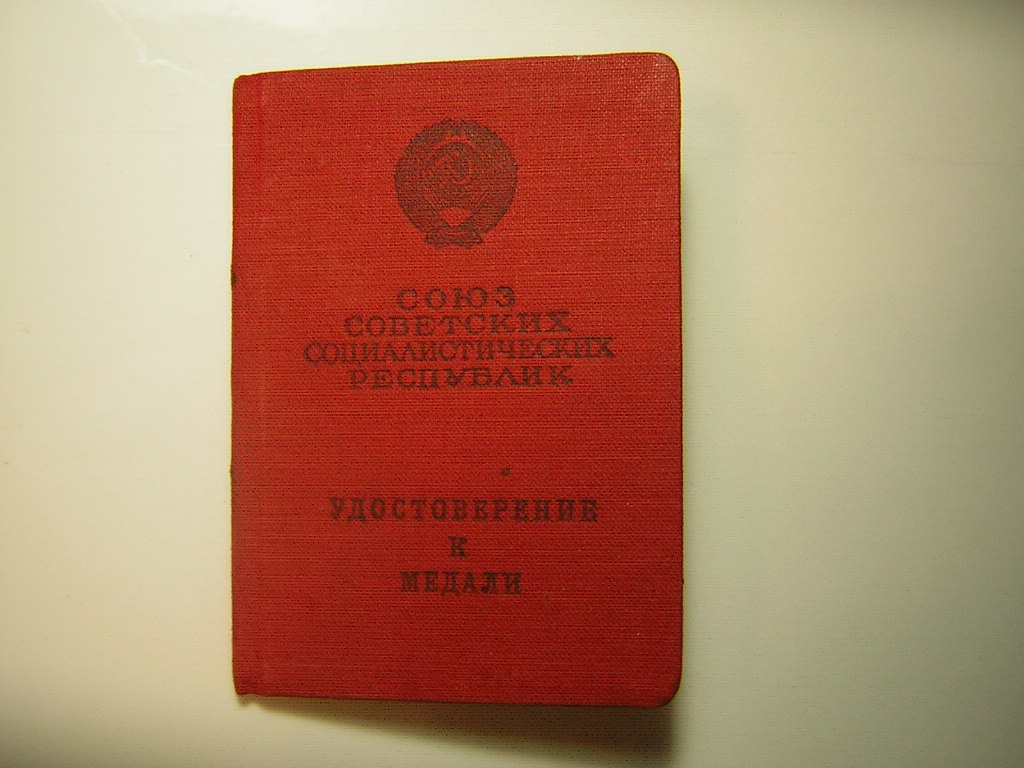 СОЮЗ
СОВЕТСКИХ
СОЦИАЛИСТИЧЕСКИХ
РЕСПУБЛИК
УДОСТОВЕРЕНИЕ
К
МЕДАЛИ